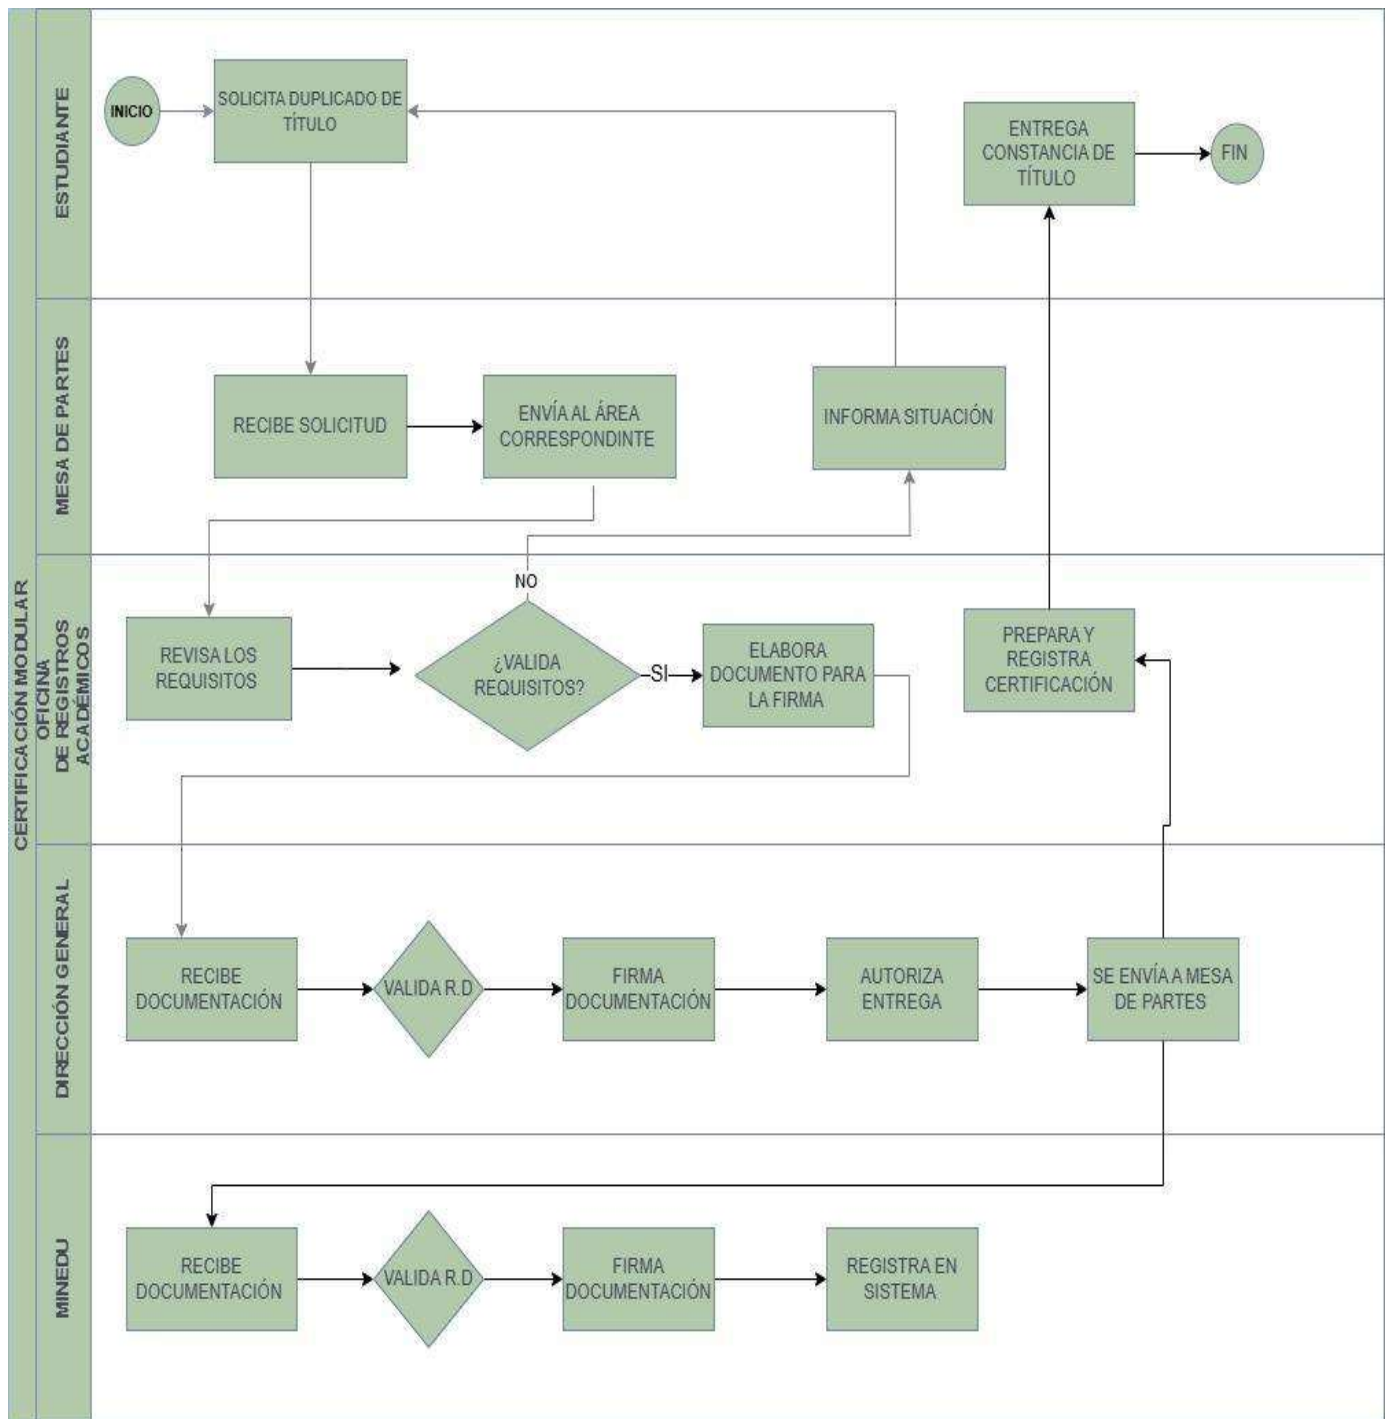 CERTIFICACIÓN MODULAR
ESTUDIANTE
INICIO
SOLICITA DUPLICADO DE
TÍTULO
ENTREGA
CONSTANCIA DE
TÍTULO
FIN
MESA DE PARTES
RECIBE SOLICITUD
ENVÍA AL ÁREA
CORRESPONDINTE
INFORMA SITUACIÓN
OFICINA
DE REGISTROS
ACADÉMICOS
REVISA LOS
REQUISITOS
NO
¿VALIDA
REQUISITOS?
SI
ELABORA
DOCUMENTO PARA
LA FIRMA
PREPARA Y
REGISTRA
CERTIFICACIÓN
DIRECCIÓN GENERAL
RECIBE
DOCUMENTACIÓN
VALIDA R.D
FIRMA
DOCUMENTACIÓN
AUTORIZA
ENTREGA
SE ENVÍA A MESA
DE PARTES
MINEDU
RECIBE
DOCUMENTACIÓN
VALIDA R.D
FIRMA
DOCUMENTACIÓN
REGISTRA EN
SISTEMA